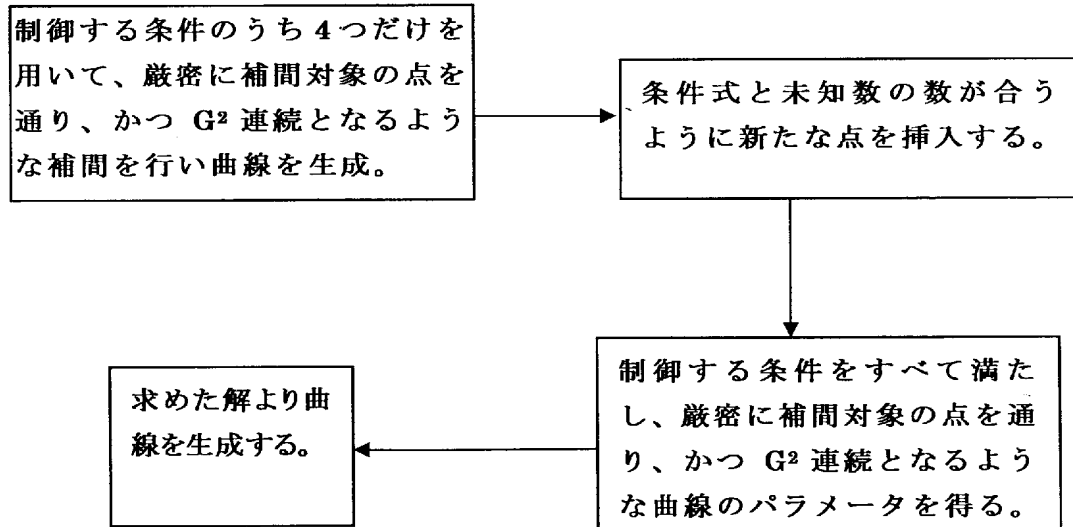 制御する条件のうち4つだけを
用いて、厳密に補間対象の点を
通り、かつ G² 連続となるよう
な補間を行い曲線を生成。
条件式と未知数の数が合う
ように新たな点を挿入する。
制御する条件をすべて満た
し、厳密に補間対象の点を通
り、かつ G² 連続となるよう
な曲線のパラメータを得る。
求めた解より曲
線を生成する。